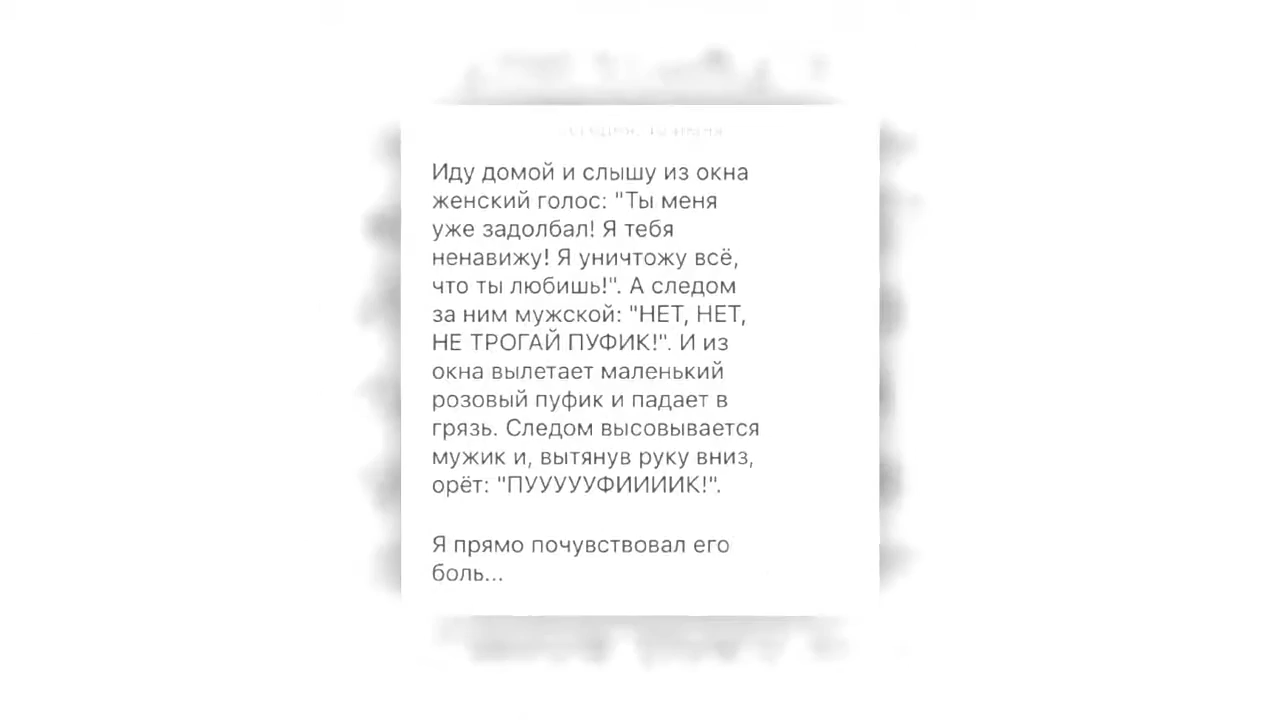 Иду домой и слышу из окна
женский голос: "Ты меня
уже задолбал! Я тебя
ненавижу! Я уничтожу всё,
что ты любишь!". А следом
за ним мужской: "НЕТ, НЕТ,
НЕ ТРОГАЙ ПУФИК!". И из
окна вылетает маленький
розовый пуфик и падает в
грязь. Следом высовывается
мужик и, вытянув руку вниз,
орёт: "ПУУУУУФИИИИК!".
Я прямо почувствовал его
боль...